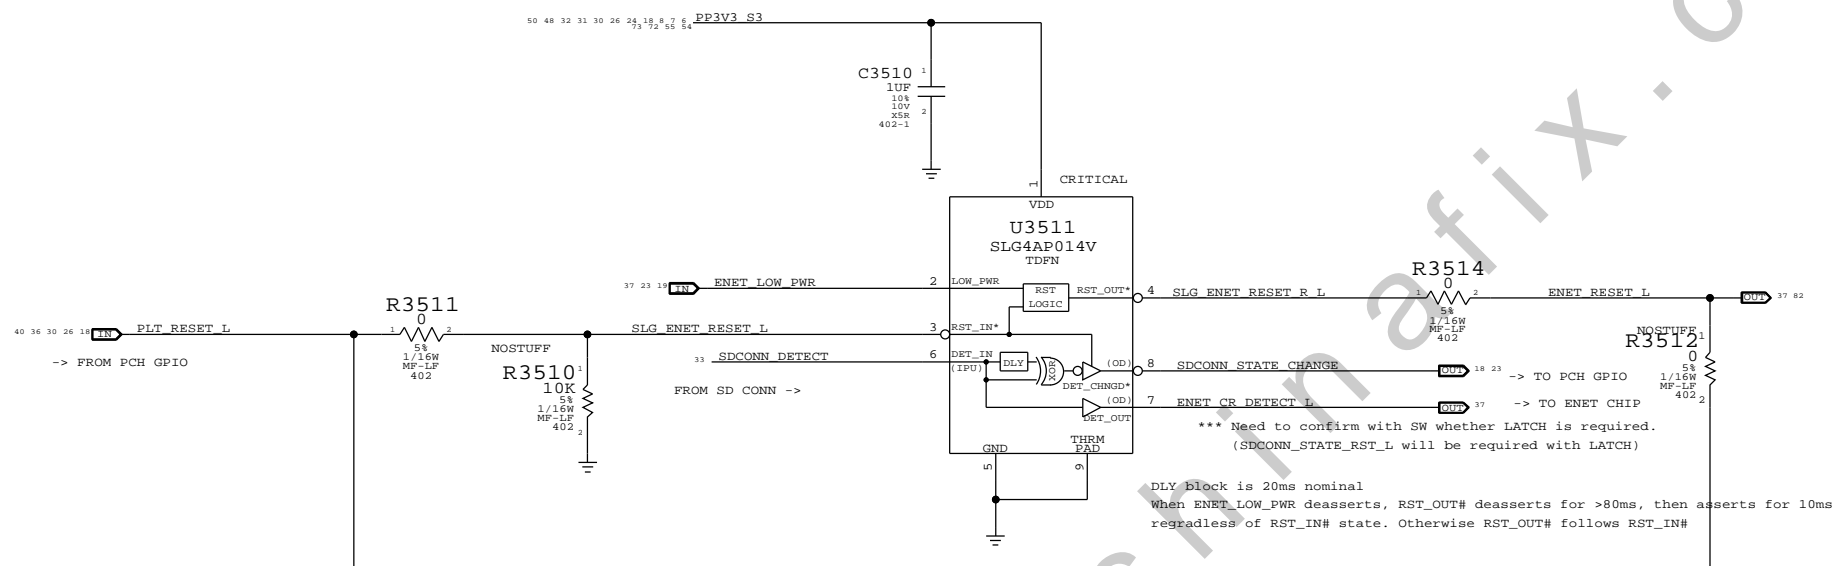 50 48 32 31 30 26 24 18 8 7 6 PP3V3_S3
73 72 55 54
C3510 1
1UF
10%
10V 2
X5R
402-1
1 CRITICAL
VDD
U3511
SLG4AP014V
TDFN
37 23 19 IN ENET_LOW_PWR 2 LOW_PWR
RST
LOGIC
RST_OUT* 4 SLG_ENET_RESET_R_L
R3514
0
1 2
5%
1/16W
MF-LF
402
ENET_RESET_L OUT 37 82
R3511
0
40 36 30 26 18 IN PLT_RESET_L 1 2
5%
1/16W
MF-LF
402
SLG_ENET_RESET_L 3 RST_IN*
-> FROM PCH GPIO
NOSTUFF
R3510 1
10K
5%
1/16W
MF-LF
402 2
33 SDCONN_DETECT 6 DET_IN
(IPU)
FROM SD CONN ->
DLY
XOR
(OD) 8 SDCONN_STATE_CHANGE OUT 18 23
DET_CHNGD*
-> TO PCH GPIO
(OD) 7 ENET_CR_DETECT_L OUT 37
DET_OUT
-> TO ENET CHIP
NOSTUFF
R3512 1
0
5%
1/16W
MF-LF
402 2
*** Need to confirm with SW whether LATCH is required.
(SDCONN_STATE_RST_L will be required with LATCH)
GND THRM
PAD
5 9
DLY block is 20ms nominal
When ENET_LOW_PWR deasserts, RST_OUT# deasserts for >80ms, then asserts for 10ms
regradless of RST_IN# state. Otherwise RST_OUT# follows RST_IN#
hinafix.o